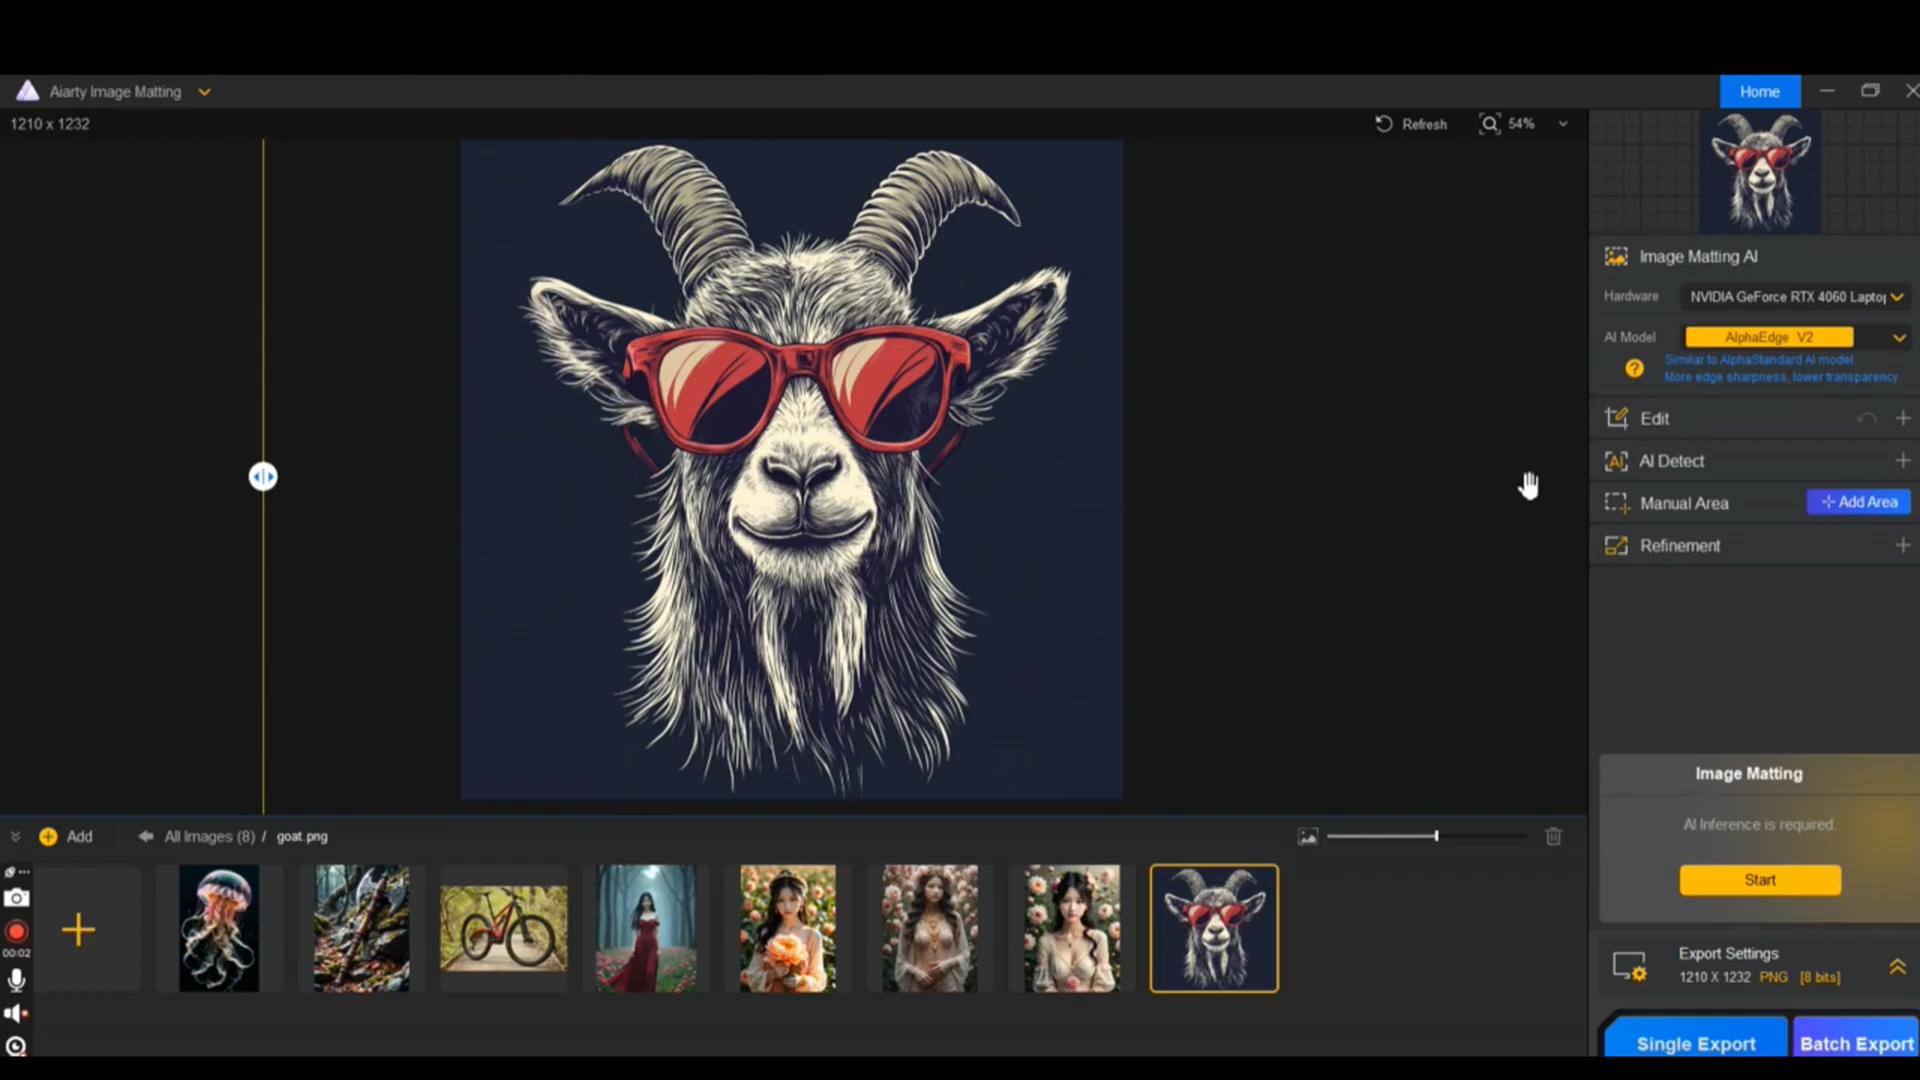 Aiarty Image Matting
Home
1210 x 1232
Refresh
54%
Image Matting AI
Hardware
NVIDIA GeForce RTX 4060 Laptop
AI Model
AlphaEdge V2
Similar to AlphaStandard AI model.
More edge sharpness, lower transparency.
Edit
AI Detect
Manual Area
Add Area
Refinement
Image Matting
AI Inference is required.
Start
Add
All Images (8) / goat.png
00:02
Export Settings
1210 X 1232 PNG [8 bits]
Single Export
Batch Export